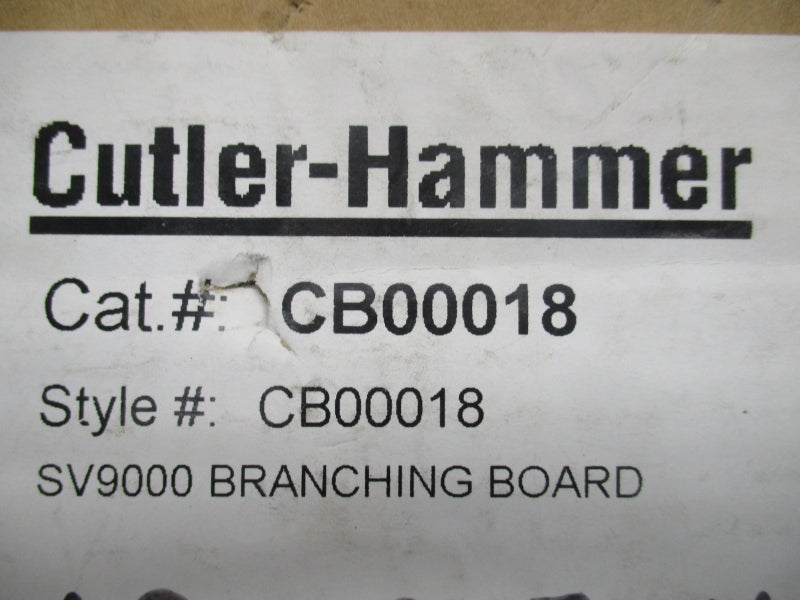 Cutler-Hammer
Cat.#: CB00018
Style #: CB00018
SV9000 BRANCHING BOARD